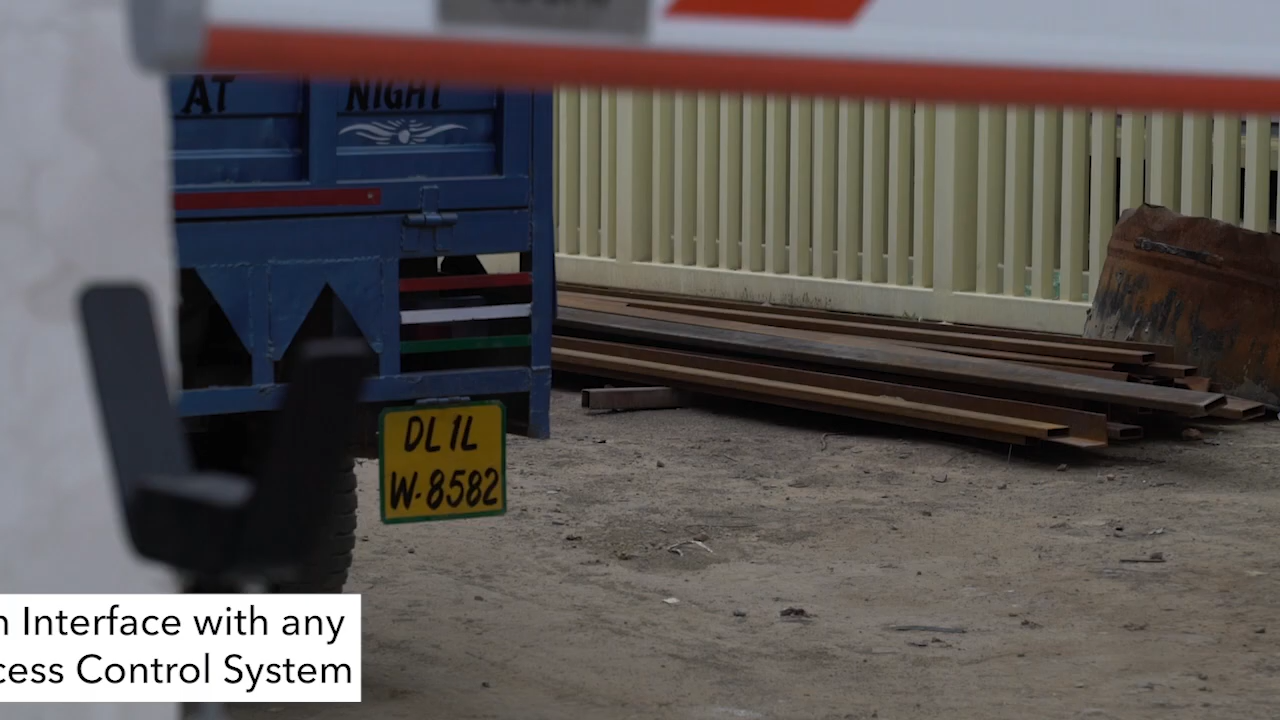 AT NIGHT
DL 1L
W·8582
n Interface with any
cess Control System